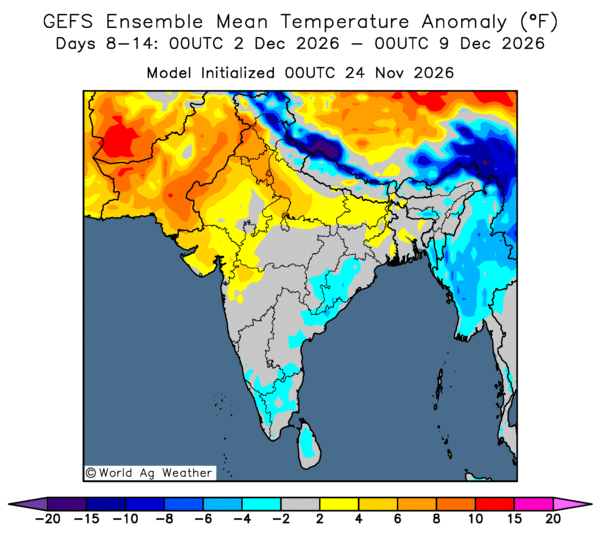 GEFS Ensemble Mean Temperature Anomaly (°F)
Days 8–14: 00UTC 2 Dec 2026 – 00UTC 9 Dec 2026
Model Initialized 00UTC 24 Nov 2026
© World Ag Weather
−20 −15 −10 −8 −6 −4 −2 2 4 6 8 10 15 20